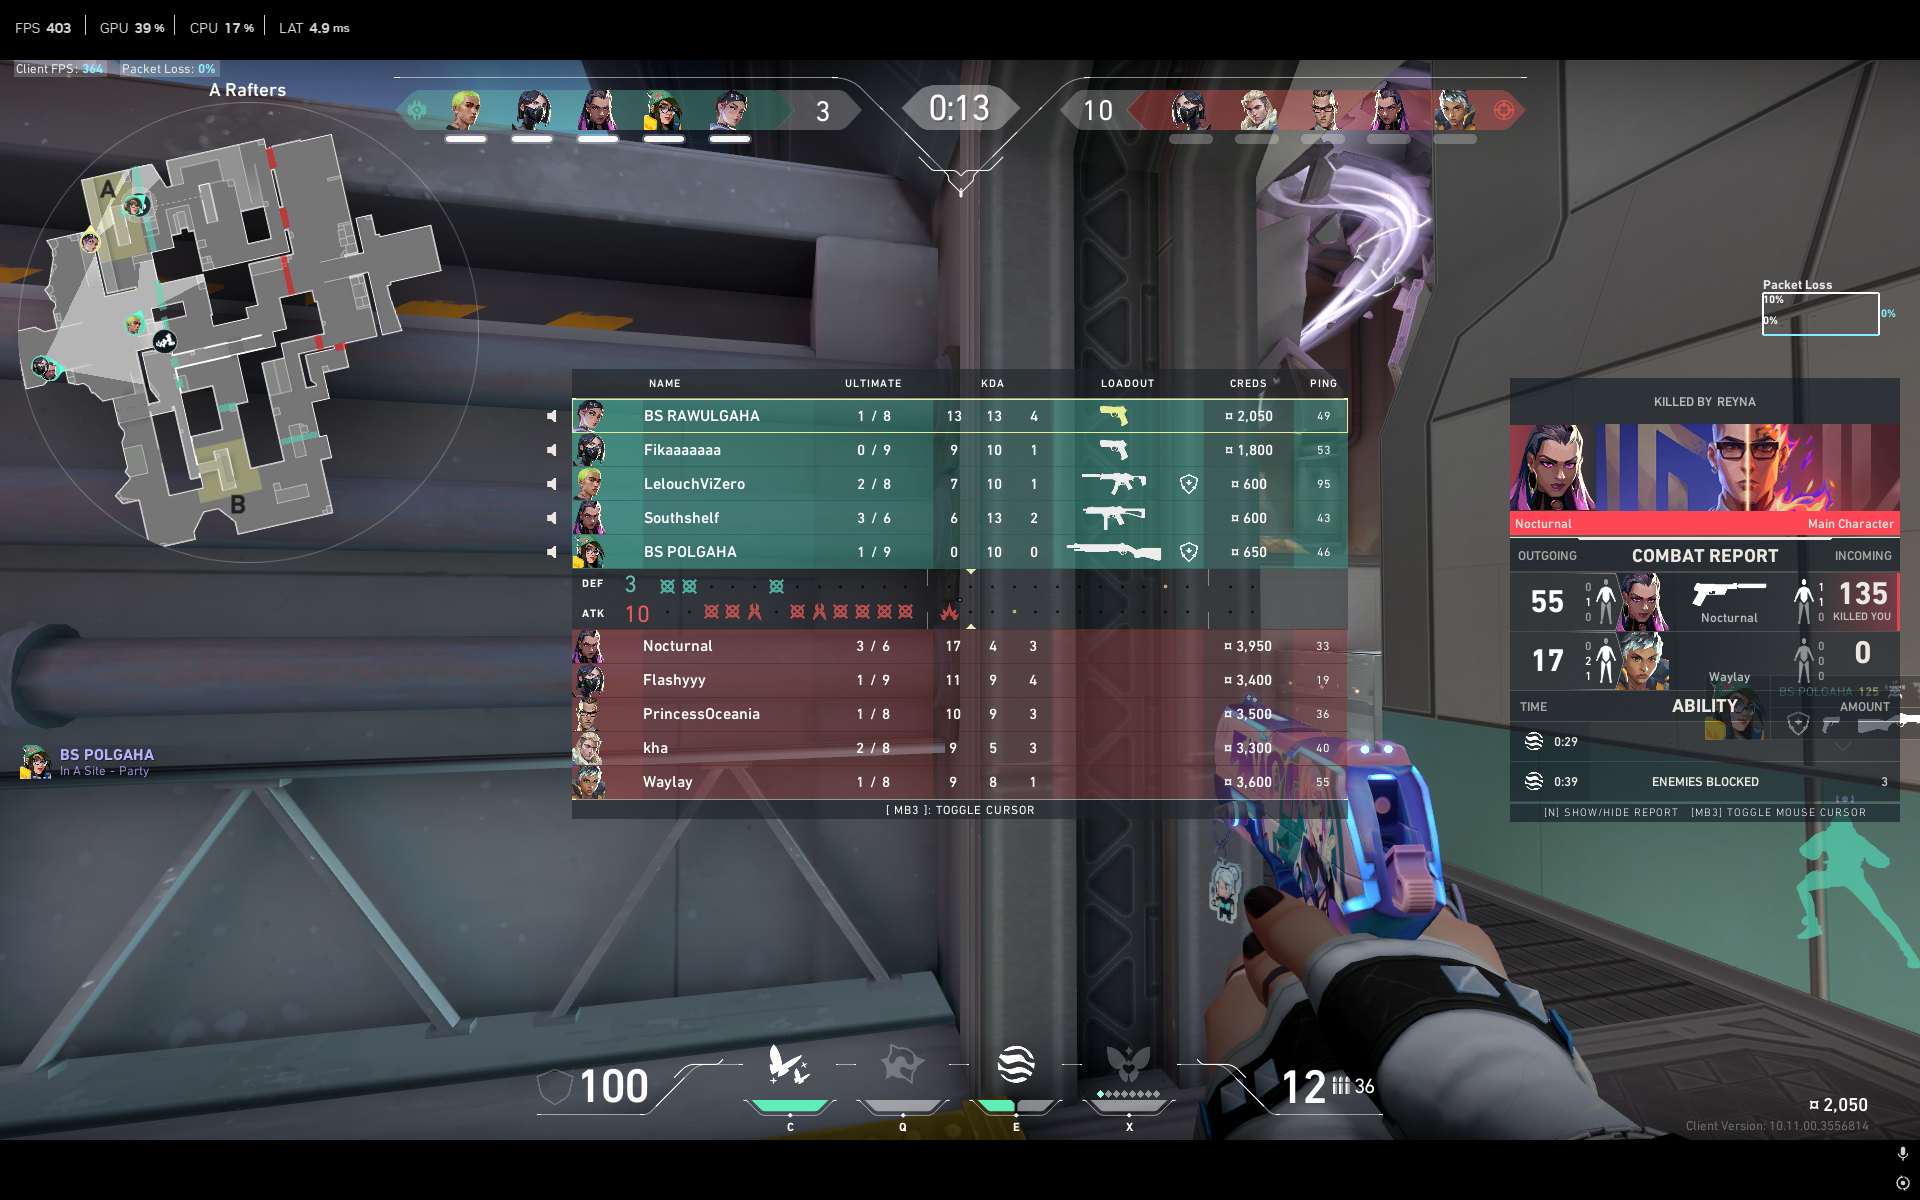 FPS 403 GPU 39 % CPU 17 % LAT 4.9 ms
Client FPS: 364 Packet Loss: 0%
A Rafters
3 0:13 10
A
B
Packet Loss
10%
0% 0%
NAME ULTIMATE KDA LOADOUT CREDS PING
BS RAWULGAHA 1 / 8 13 13 4 ¤ 2,050 49
Fikaaaaaaa 0 / 9 9 10 1 ¤ 1,800 53
LelouchViZero 2 / 8 7 10 1 ¤ 600 95
Southshelf 3 / 6 6 13 2 ¤ 600 43
BS POLGAHA 1 / 9 0 10 0 ¤ 650 46
DEF 3
ATK 10
Nocturnal 3 / 6 17 4 3 ¤ 3,950 33
Flashyyy 1 / 9 11 9 4 ¤ 3,400 19
PrincessOceania 1 / 8 10 9 3 ¤ 3,500 36
kha 2 / 8 9 5 3 ¤ 3,300 40
Waylay 1 / 8 9 8 1 ¤ 3,600 55
[ MB3 ]: TOGGLE CURSOR
KILLED BY REYNA
Nocturnal Main Character
OUTGOING COMBAT REPORT INCOMING
55 0 1 0 Nocturnal 1 1 0 135 KILLED YOU
17 0 2 1 Waylay 0 0 0 0
BS POLGAHA 125
TIME ABILITY AMOUNT
0:29
0:39 ENEMIES BLOCKED 3
[N] SHOW/HIDE REPORT [MB3] TOGGLE MOUSE CURSOR
BS POLGAHA
In A Site - Party
100 12 36
C Q E X
¤ 2,050
Client Version: 10.11.00.3556814